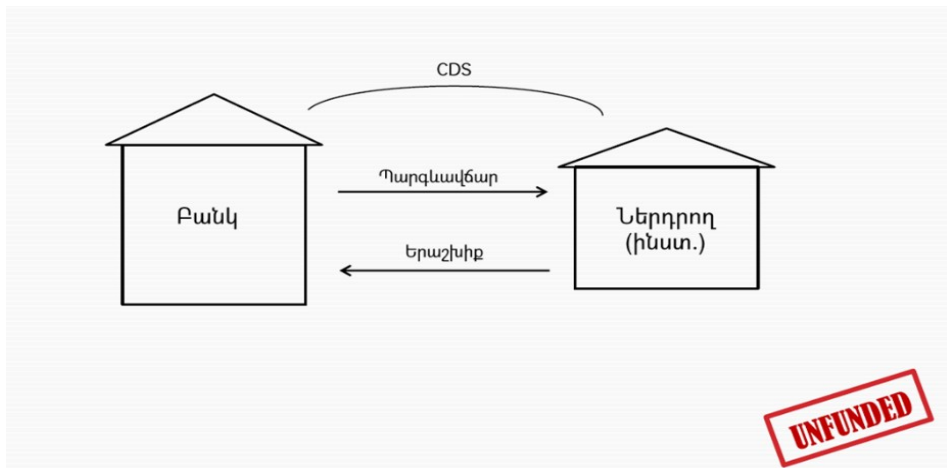 CDS
Պարգևավճար
Բանկ
Ներդրող
(ինստ.)
Երաշխիք
UNFUNDED